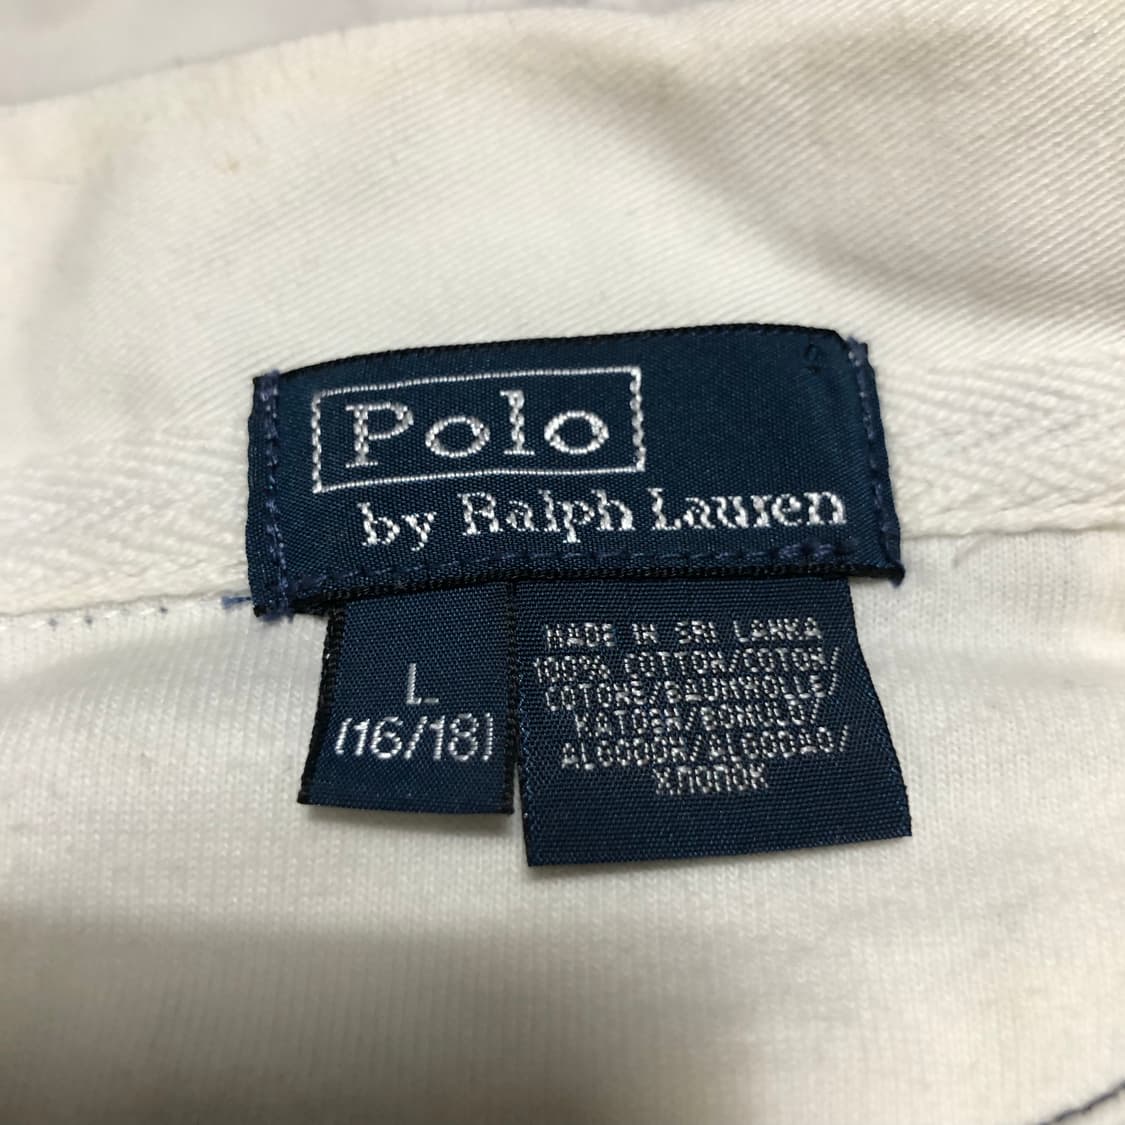 Polo
by Ralph Lauren
L
(16/18)
MADE IN SRI LANKA
100% COTTON/COTON/
COTONE/BAUMWOLLE/
KATOEN/BOMULD/
ALGODON/ALGODAO/
ХЛОПОК